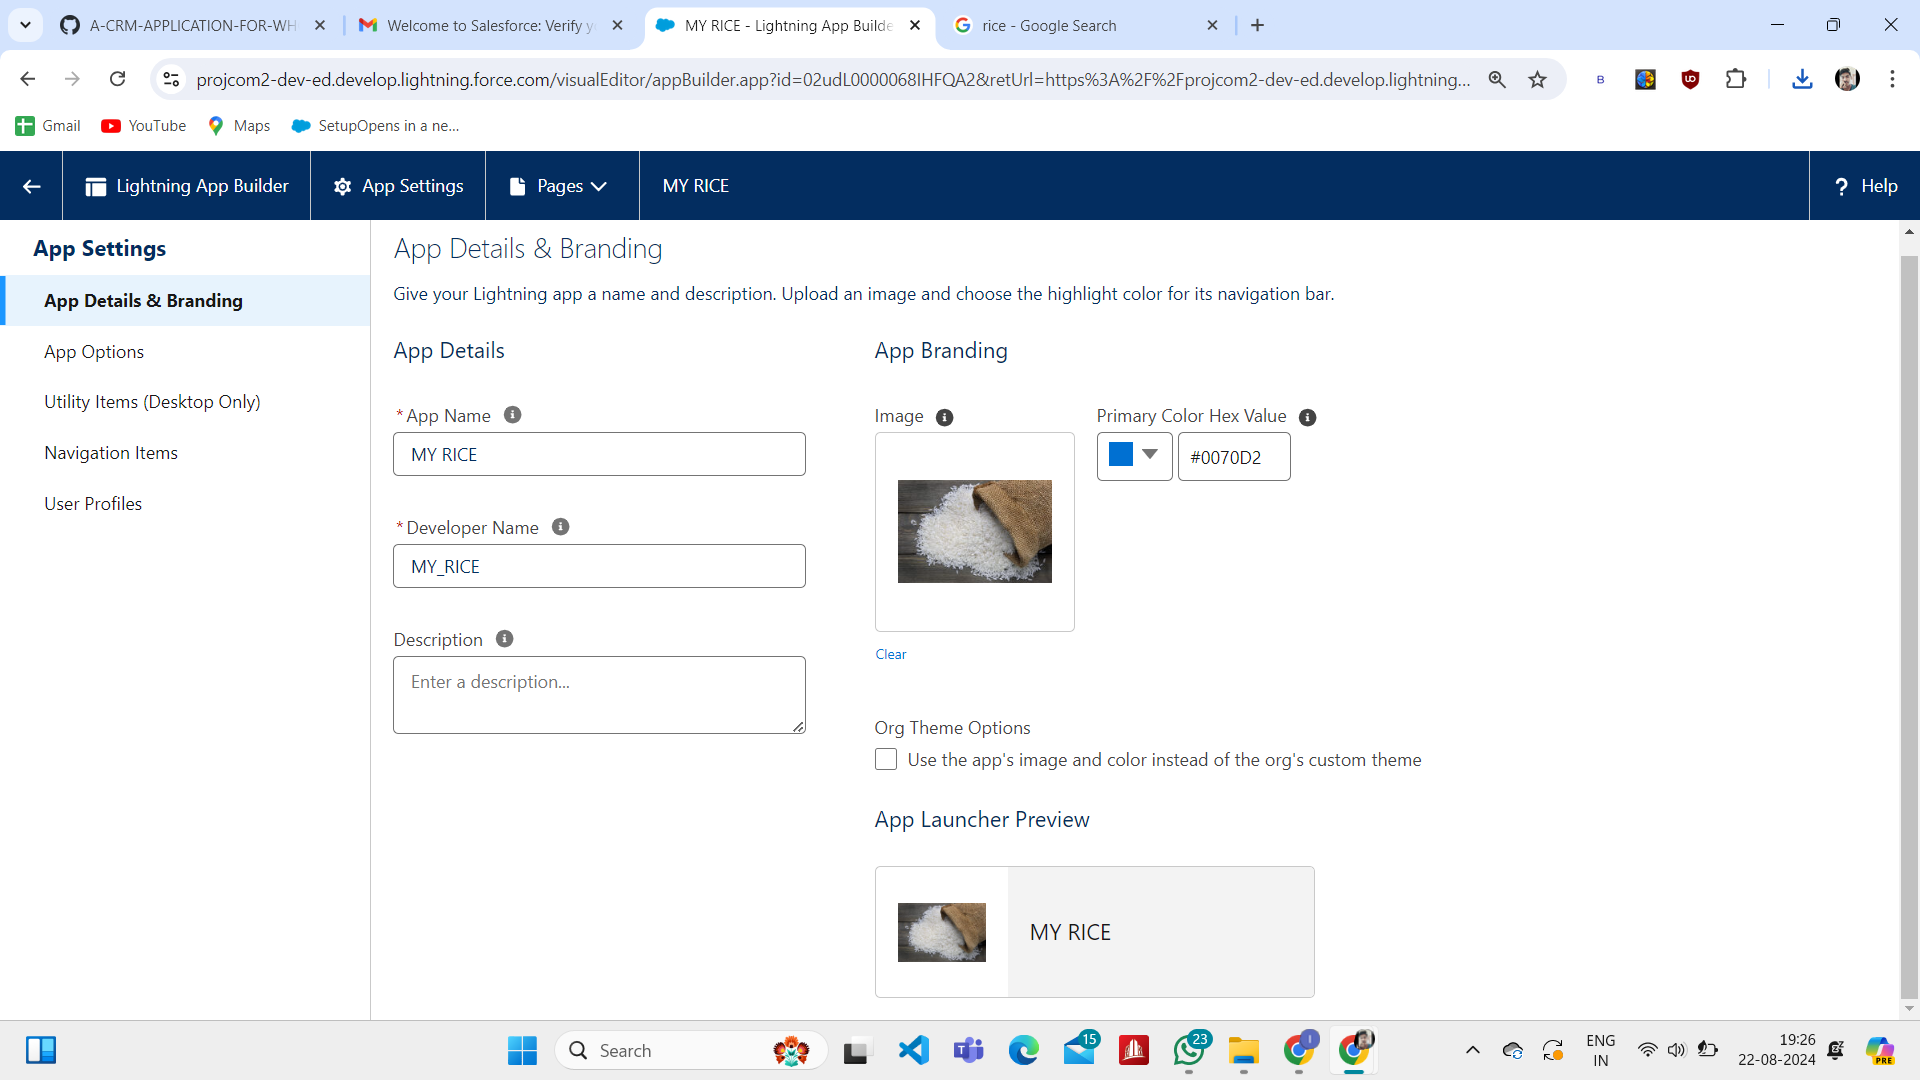 A-CRM-APPLICATION-FOR-WH
Welcome to Salesforce: Verify y
MY RICE - Lightning App Builde
rice - Google Search
projcom2-dev-ed.develop.lightning.force.com/visualEditor/appBuilder.app?id=02udL0000068IHFQA2&retUrl=https%3A%2F%2Fprojcom2-dev-ed.develop.lightning...
B
Gmail
YouTube
Maps
SetupOpens in a ne...
Lightning App Builder
App Settings
Pages
MY RICE
? Help
App Settings
App Details & Branding
App Options
Utility Items (Desktop Only)
Navigation Items
User Profiles
App Details & Branding
Give your Lightning app a name and description. Upload an image and choose the highlight color for its navigation bar.
App Details
*App Name
MY RICE
*Developer Name
MY_RICE
Description
Enter a description...
App Branding
Image
Primary Color Hex Value
#0070D2
Clear
Org Theme Options
Use the app's image and color instead of the org's custom theme
App Launcher Preview
MY RICE
Search
15
23
ENG
IN
19:26
22-08-2024
PRE